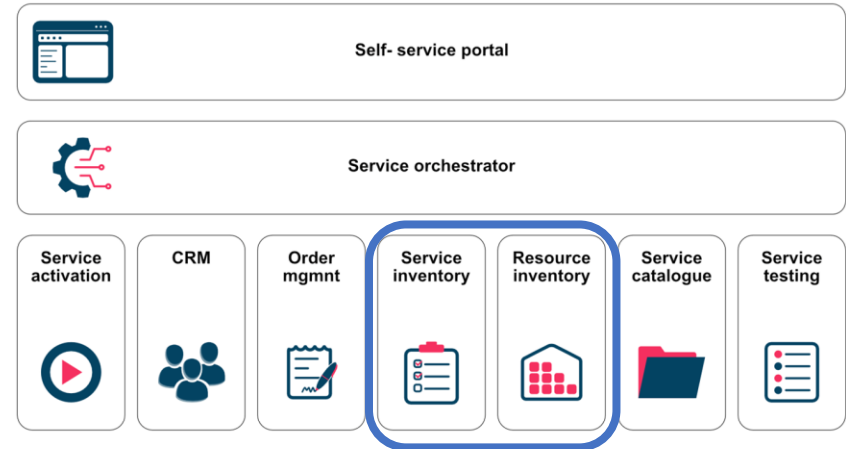 Self- service portal
Service orchestrator
Service
activation
CRM
Order
mgmnt
Service
inventory
Resource
inventory
Service
catalogue
Service
testing